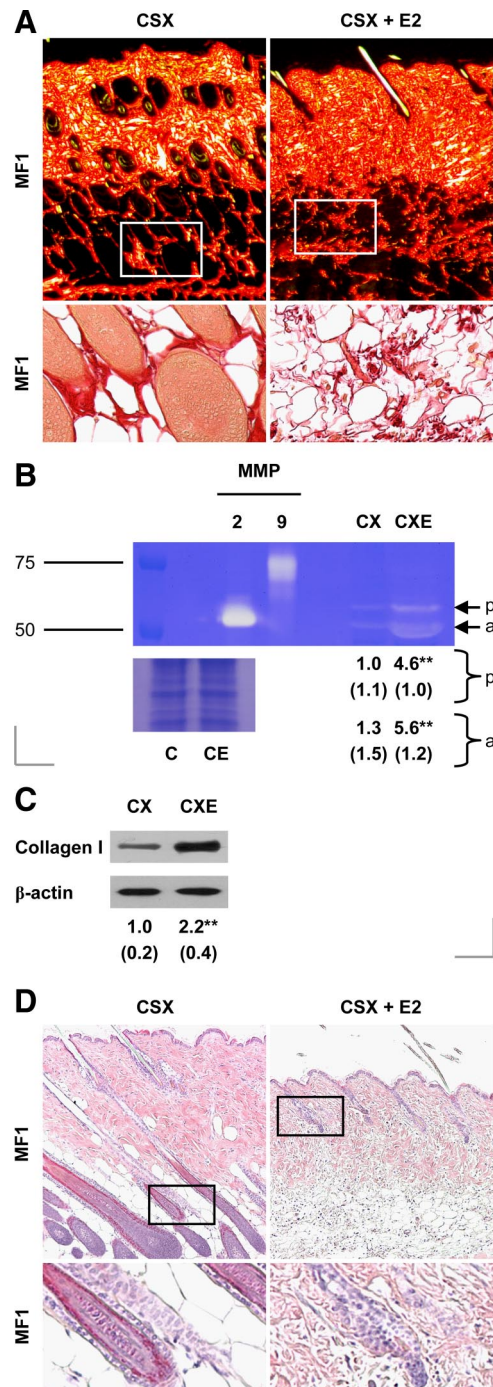 A
CSX CSX + E2
MF1
MF1
B
MMP
2 9 CX CXE
75
p
50 a
1.0 4.6**
(1.1) (1.0) p
1.3 5.6**
(1.5) (1.2) a
C CE
C
CX CXE
Collagen I
β-actin
1.0 2.2**
(0.2) (0.4)
D
CSX CSX + E2
MF1
MF1